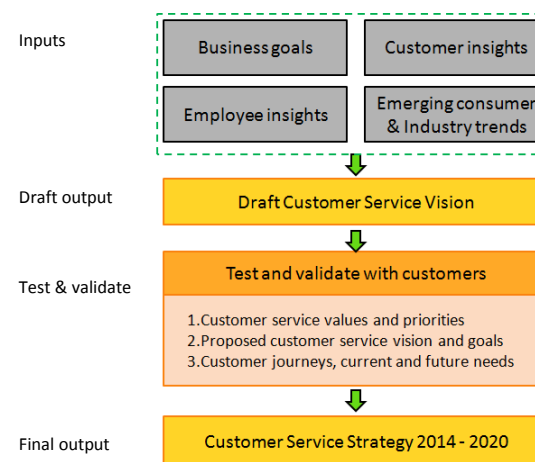 Inputs
Business goals
Customer insights
Employee insights
Emerging consumer
& Industry trends
Draft output
Draft Customer Service Vision
Test & validate
Test and validate with customers
1.Customer service values and priorities
2.Proposed customer service vision and goals
3.Customer journeys, current and future needs
Final output
Customer Service Strategy 2014 - 2020